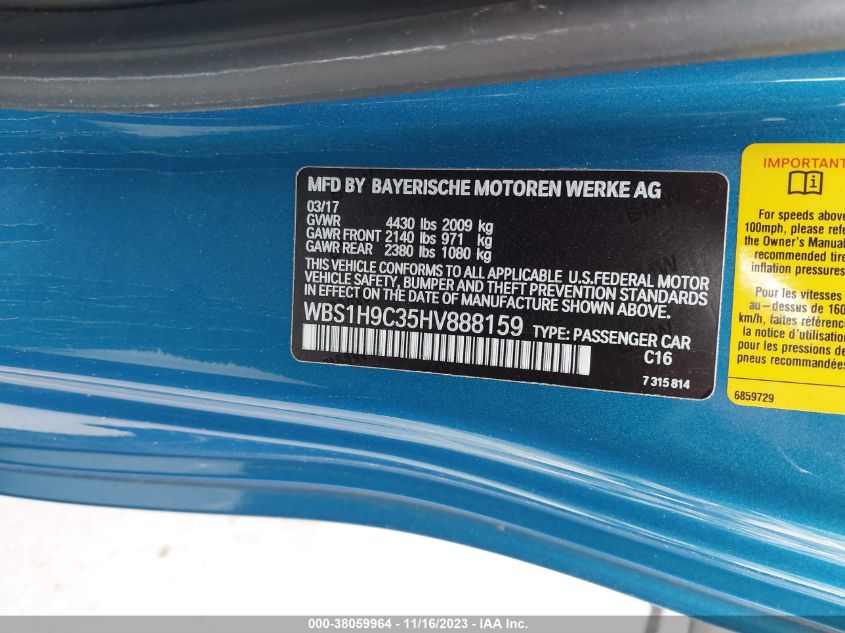 MFD BY BAYERISCHE MOTOREN WERKE AG
03/17
GVWR 4430 lbs 2009 kg
GAWR FRONT 2140 lbs 971 kg
GAWR REAR 2380 lbs 1080 kg
THIS VEHICLE CONFORMS TO ALL APPLICABLE U.S.FEDERAL MOTOR
VEHICLE SAFETY, BUMPER AND THEFT PREVENTION STANDARDS
IN EFFECT ON THE DATE OF MANUFACTURE SHOWN ABOVE.
WBS1H9C35HV888159 TYPE: PASSENGER CAR
C16
7 315 814
IMPORTANT
For speeds above
100mph, please refe
the Owner's Manual
recommended tire
inflation pressures
Pour les vitesses
au-dessus de 160
km/h, faites référence
la notice d'utilisation
pour les pression de
pneus recommandées
6859729
000-38059964 - 11/16/2023 - IAA Inc.